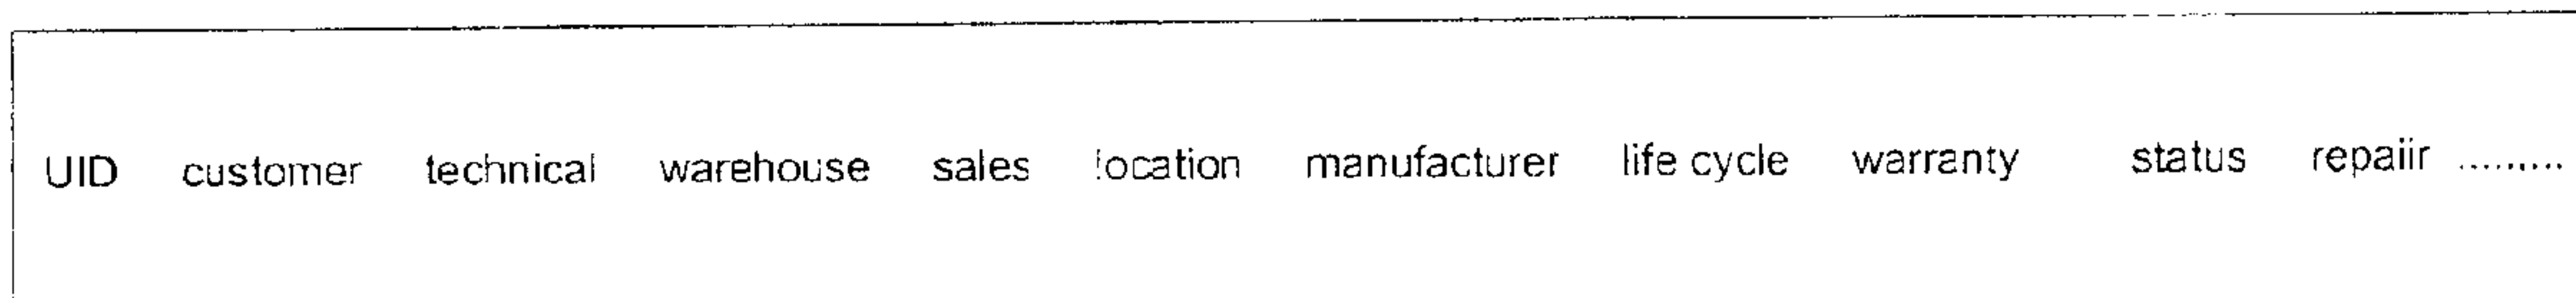 UID customer technical warehouse sales location manufacturer life cycle warranty status repaiir .........